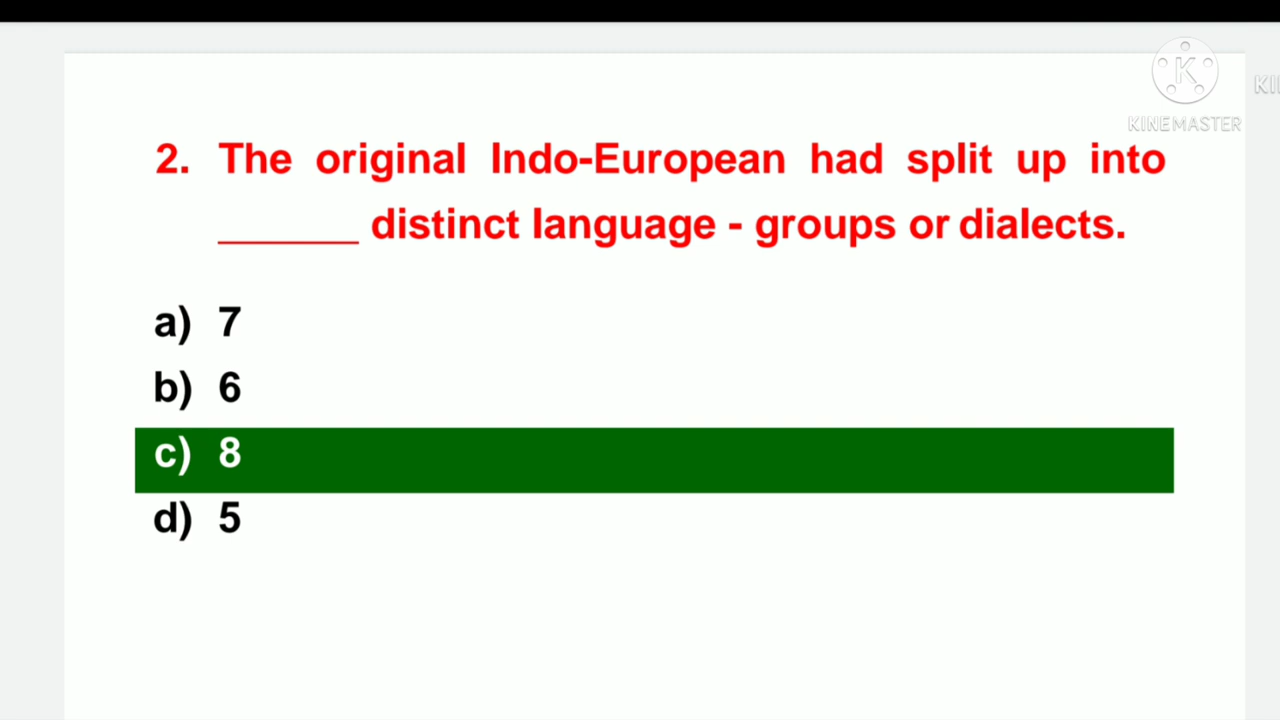 KINEMASTER
2. The original Indo-European had split up into
______ distinct language - groups or dialects.
a) 7
b) 6
c) 8
d) 5